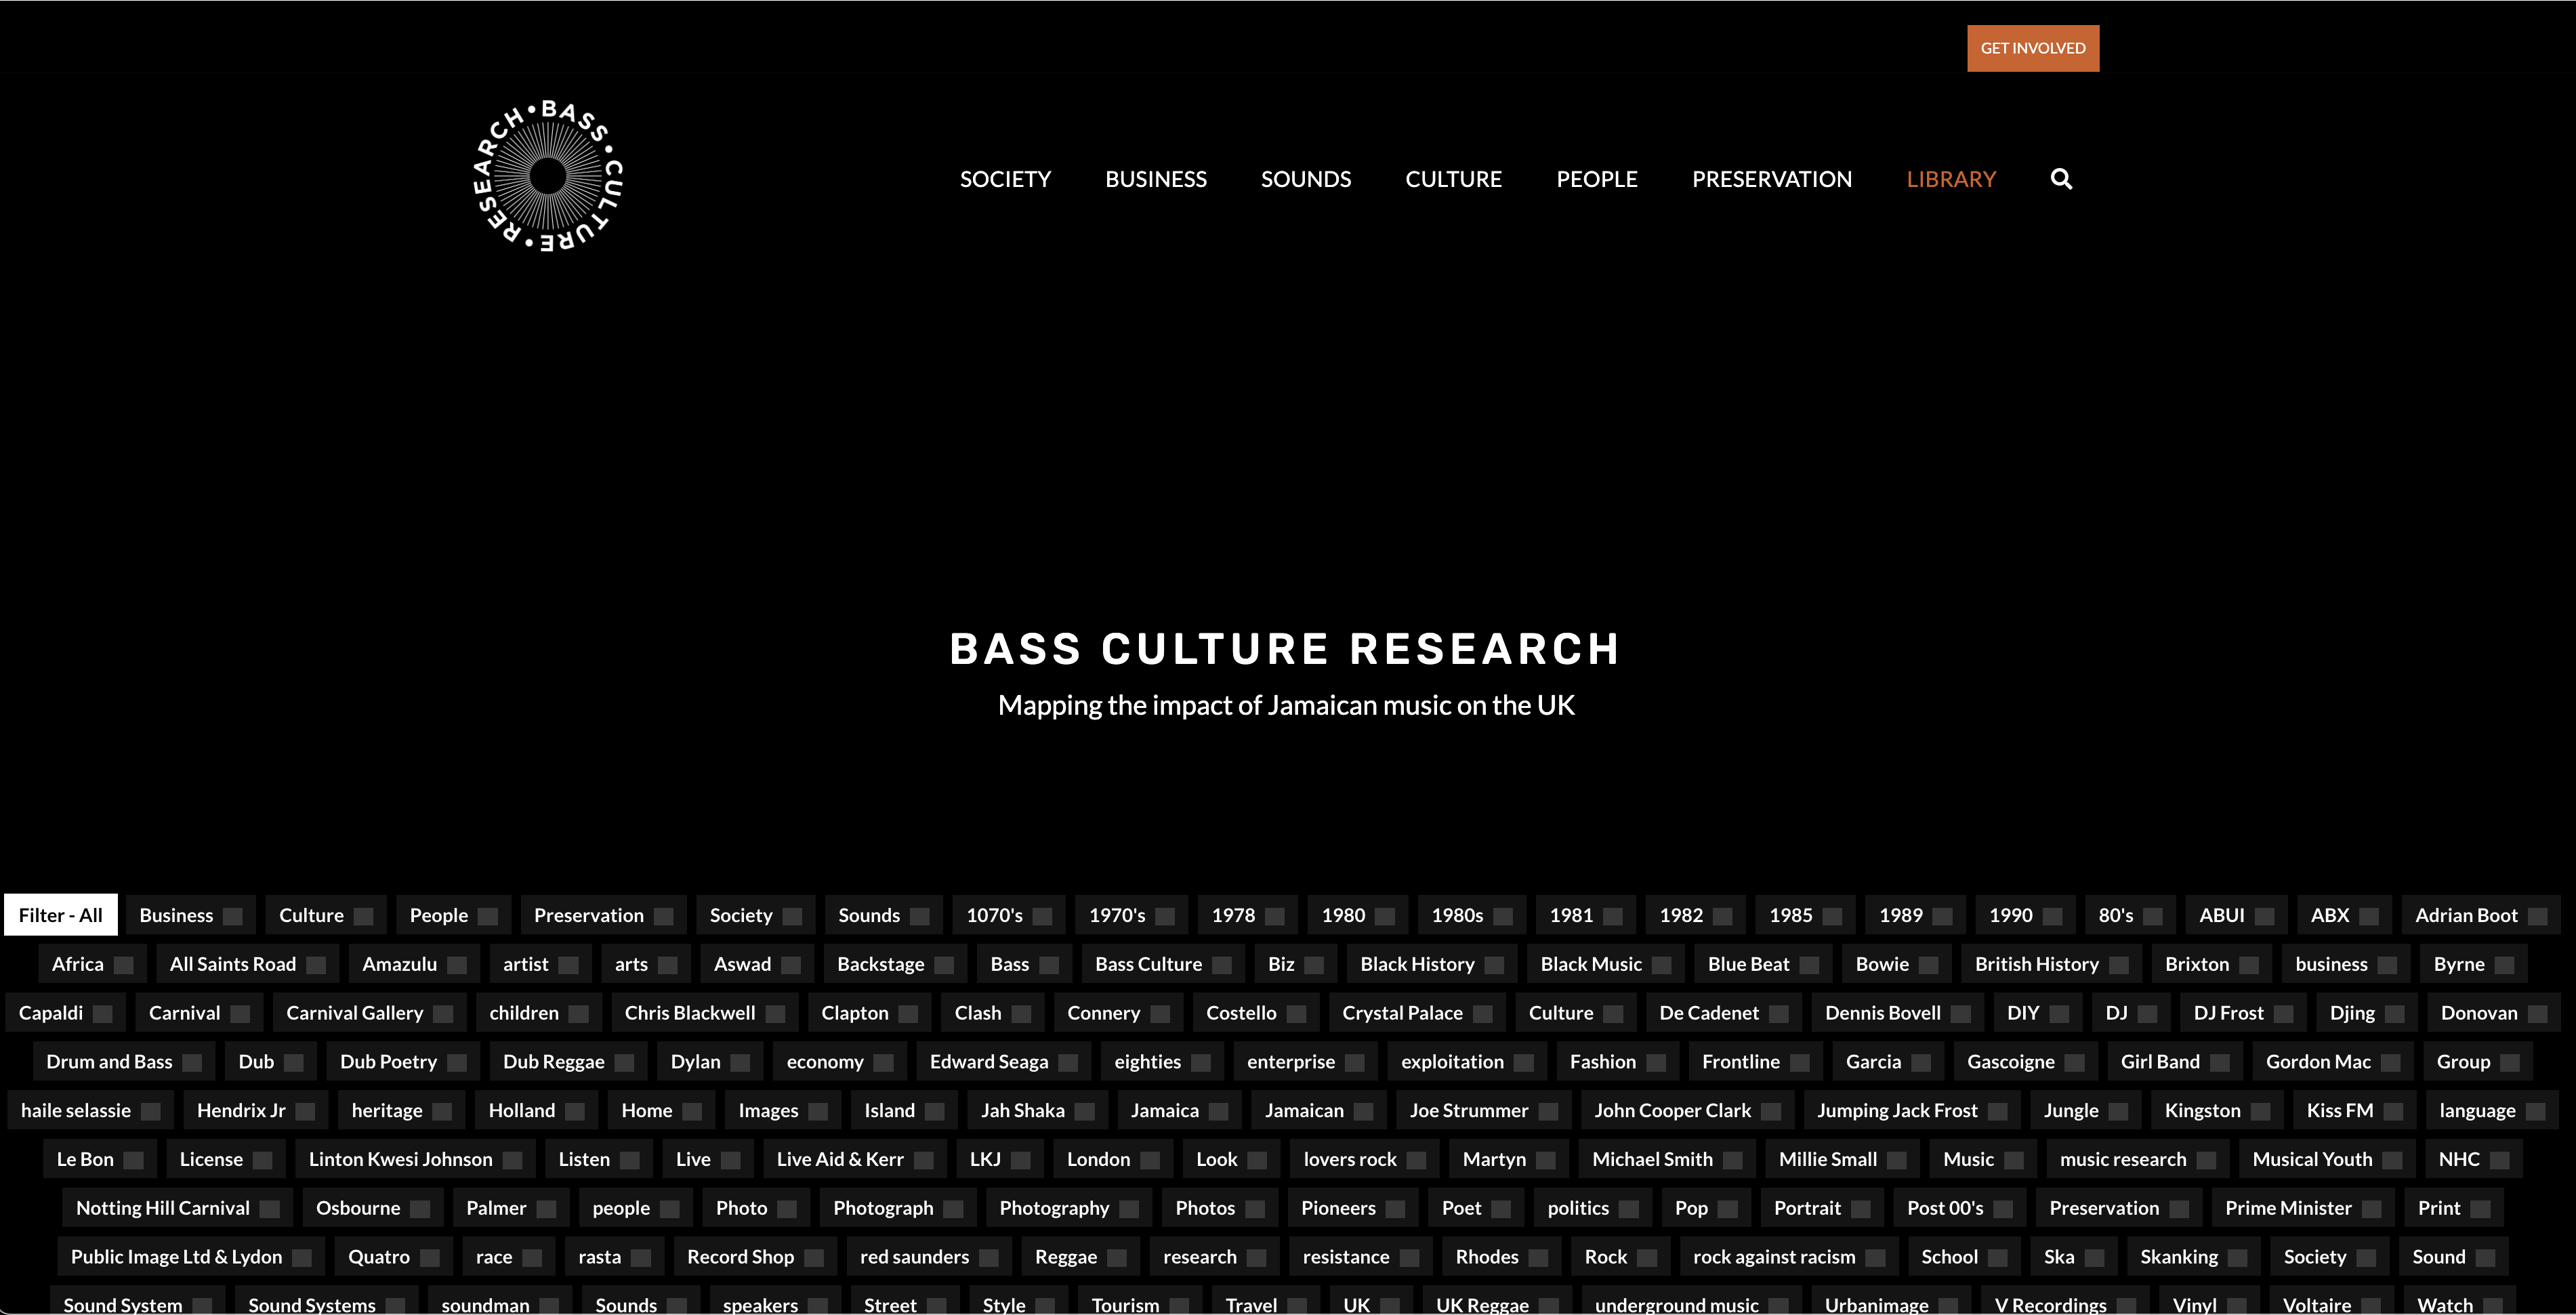 GET INVOLVED
BASS • CULTURE • RESEARCH •
SOCIETY BUSINESS SOUNDS CULTURE PEOPLE PRESERVATION LIBRARY
BASS CULTURE RESEARCH
Mapping the impact of Jamaican music on the UK
Filter - All Business Culture People Preservation Society Sounds 1070's 1970's 1978 1980 1980s 1981 1982 1985 1989 1990 80's ABUI ABX Adrian Boot
Africa All Saints Road Amazulu artist arts Aswad Backstage Bass Bass Culture Biz Black History Black Music Blue Beat Bowie British History Brixton business Byrne
Capaldi Carnival Carnival Gallery children Chris Blackwell Clapton Clash Connery Costello Crystal Palace Culture De Cadenet Dennis Bovell DIY DJ DJ Frost Djing Donovan
Drum and Bass Dub Dub Poetry Dub Reggae Dylan economy Edward Seaga eighties enterprise exploitation Fashion Frontline Garcia Gascoigne Girl Band Gordon Mac Group
haile selassie Hendrix Jr heritage Holland Home Images Island Jah Shaka Jamaica Jamaican Joe Strummer John Cooper Clark Jumping Jack Frost Jungle Kingston Kiss FM language
Le Bon License Linton Kwesi Johnson Listen Live Live Aid & Kerr LKJ London Look lovers rock Martyn Michael Smith Millie Small Music music research Musical Youth NHC
Notting Hill Carnival Osbourne Palmer people Photo Photograph Photography Photos Pioneers Poet politics Pop Portrait Post 00's Preservation Prime Minister Print
Public Image Ltd & Lydon Quatro race rasta Record Shop red saunders Reggae research resistance Rhodes Rock rock against racism School Ska Skanking Society Sound
Sound System Sound Systems soundman Sounds speakers Street Style Tourism Travel UK UK Reggae underground music Urbanimage V Recordings Vinyl Voltaire Watch